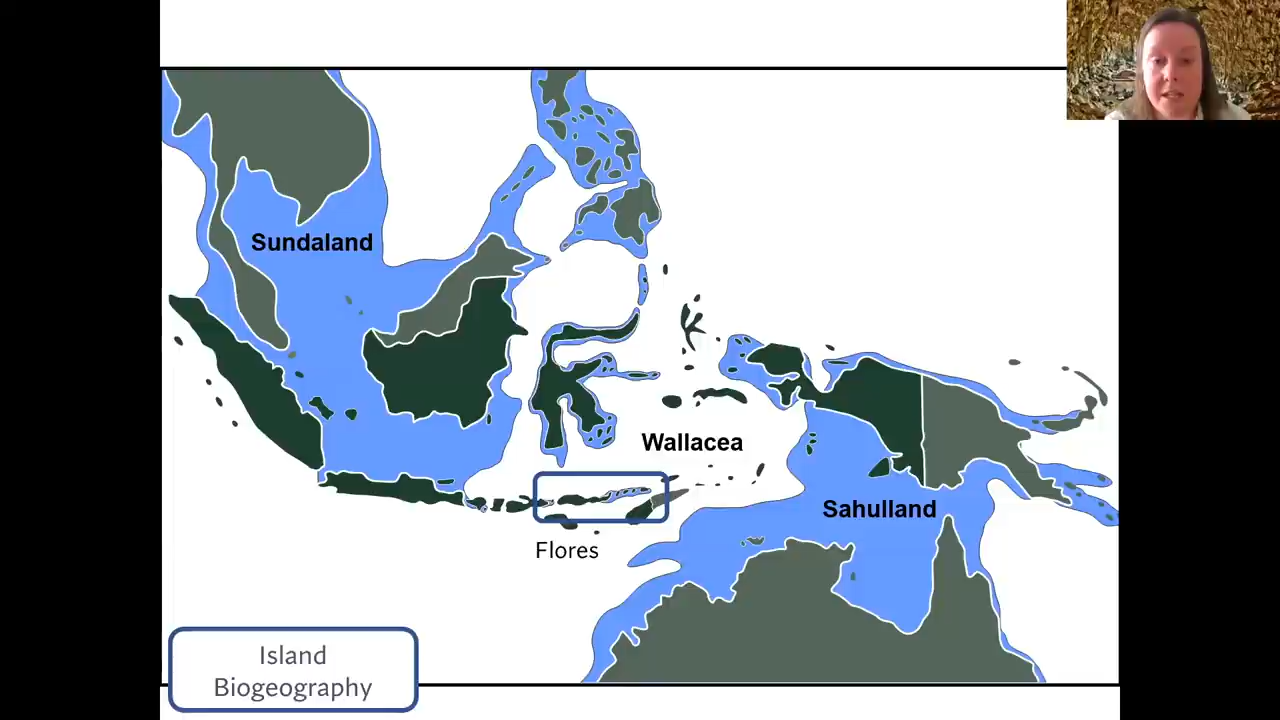 Sundaland
Wallacea
Sahulland
Flores
Island
Biogeography